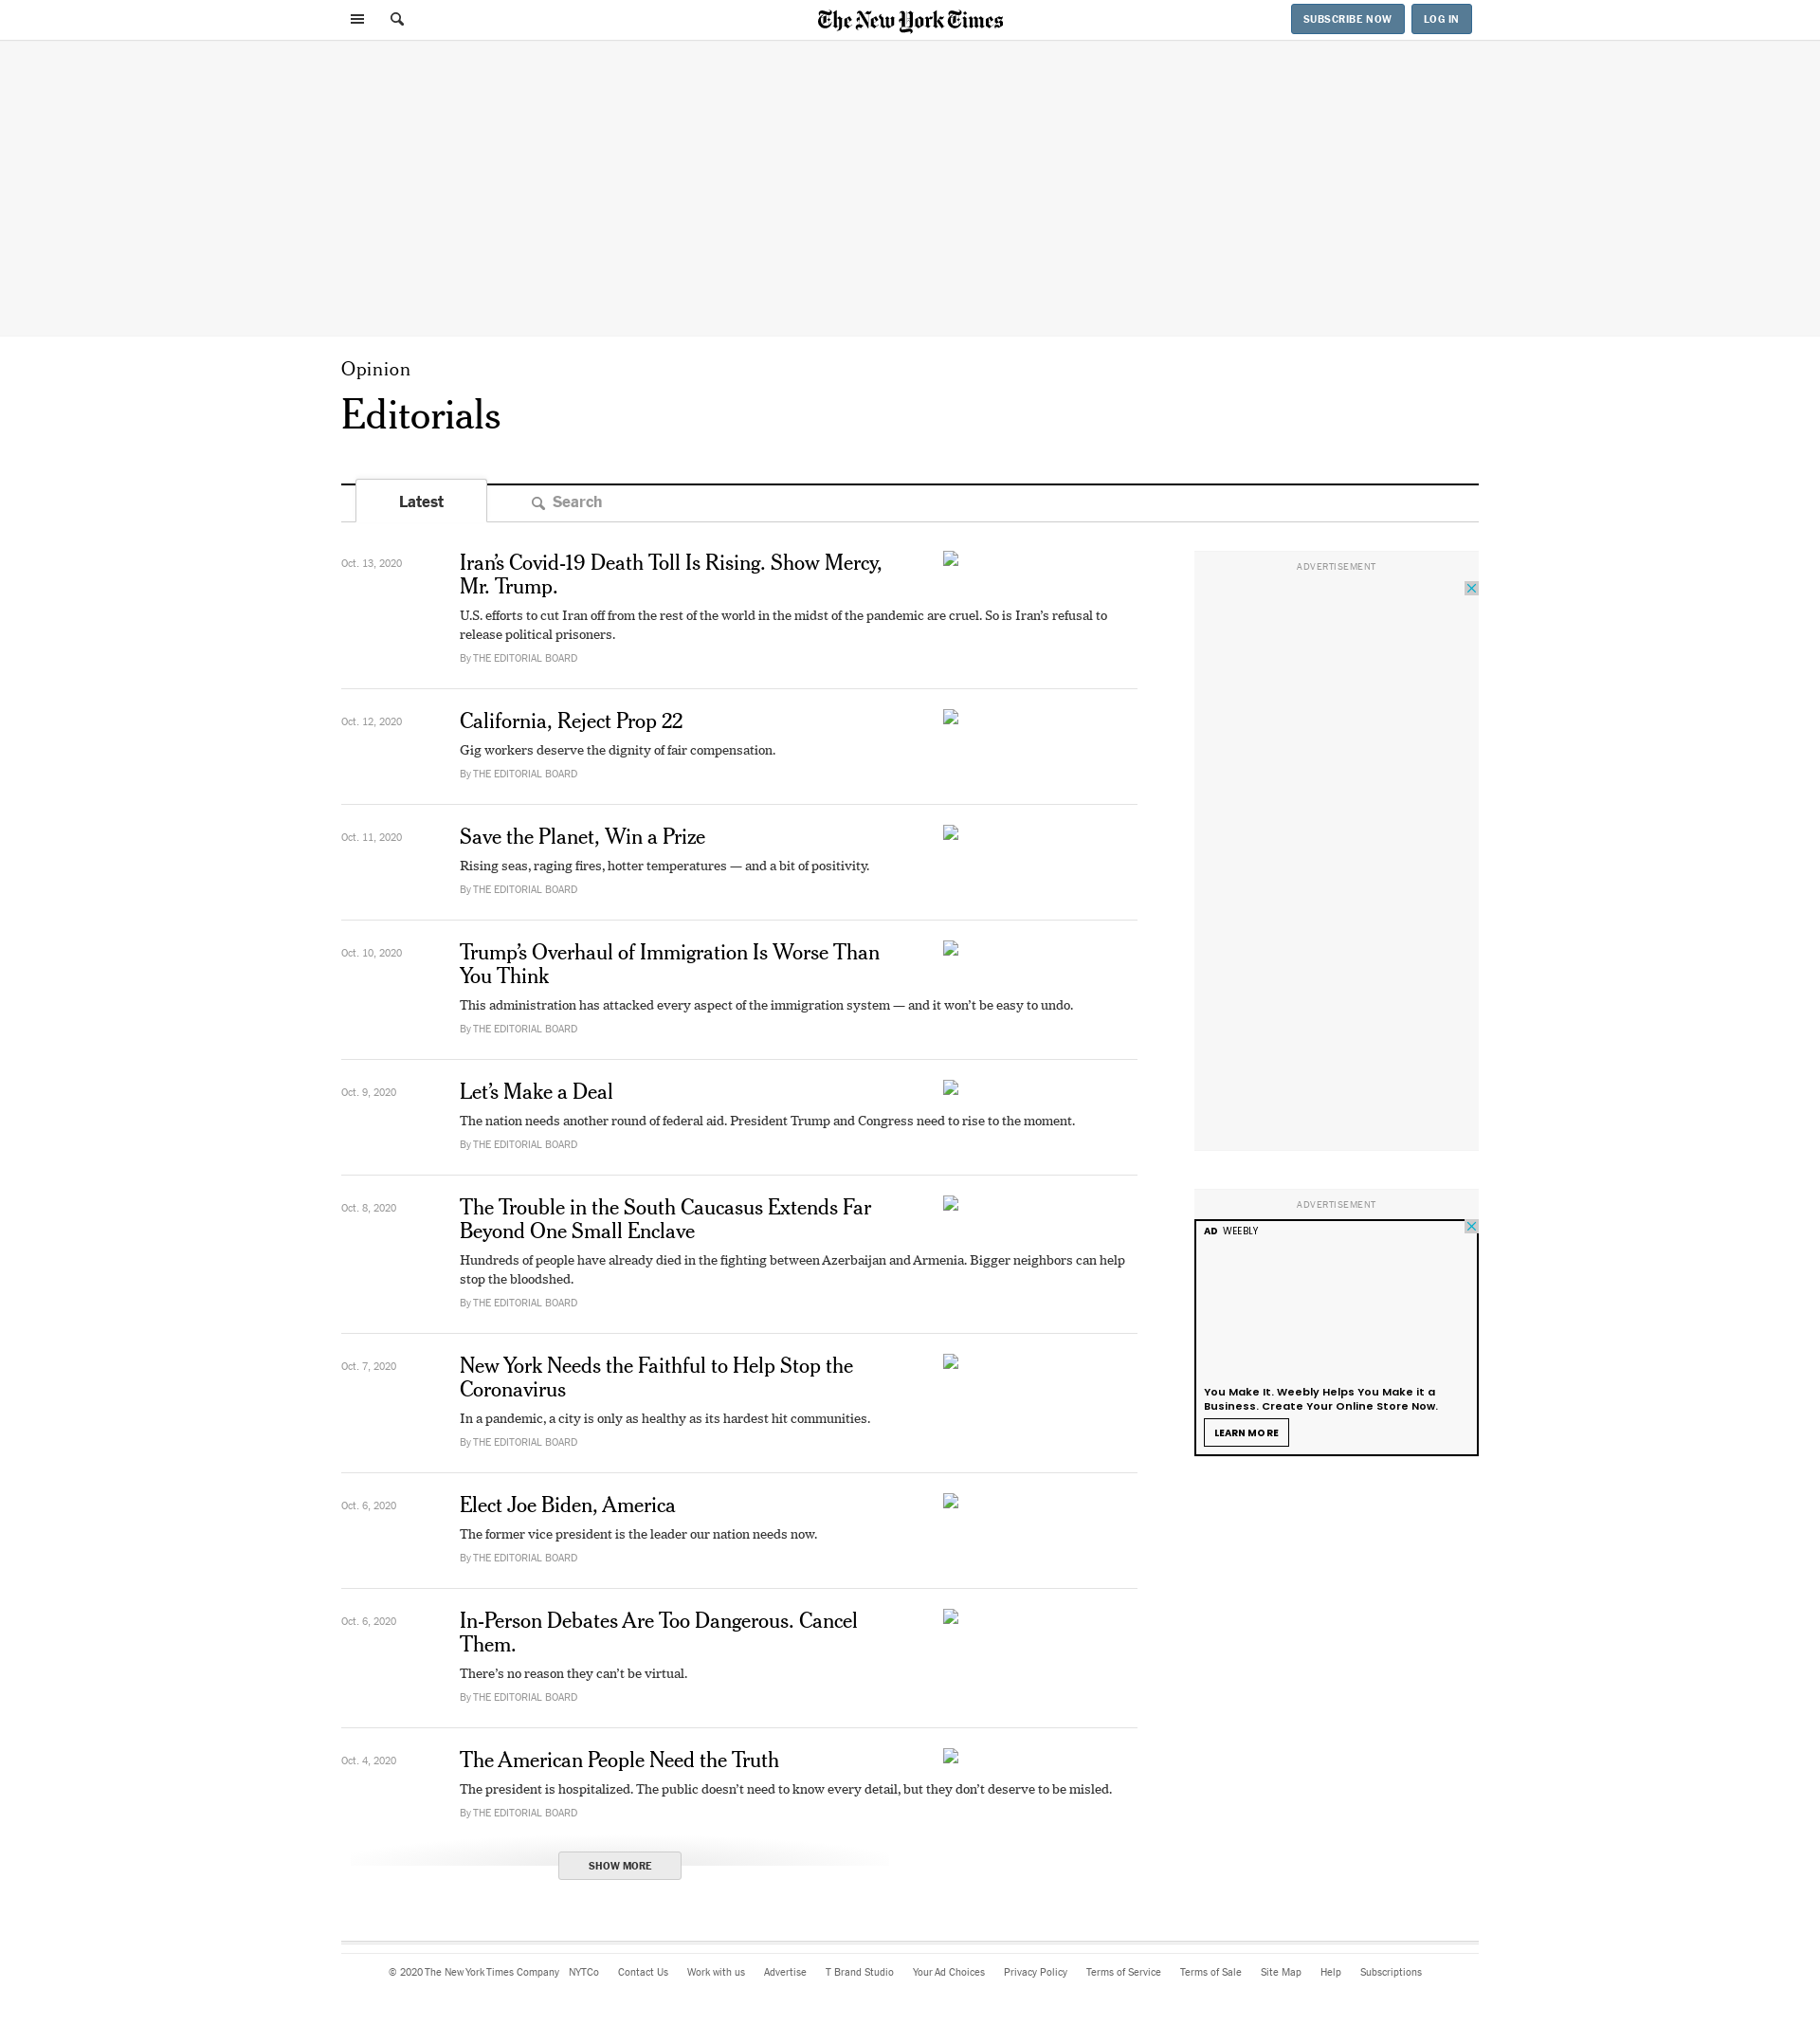 The New York Times
SUBSCRIBE NOW
LOG IN
Opinion
Editorials
Latest
Search
Oct. 13, 2020
Iran’s Covid-19 Death Toll Is Rising. Show Mercy,
Mr. Trump.
U.S. efforts to cut Iran off from the rest of the world in the midst of the pandemic are cruel. So is Iran’s refusal to
release political prisoners.
By THE EDITORIAL BOARD
Oct. 12, 2020
California, Reject Prop 22
Gig workers deserve the dignity of fair compensation.
By THE EDITORIAL BOARD
Oct. 11, 2020
Save the Planet, Win a Prize
Rising seas, raging fires, hotter temperatures — and a bit of positivity.
By THE EDITORIAL BOARD
Oct. 10, 2020
Trump’s Overhaul of Immigration Is Worse Than
You Think
This administration has attacked every aspect of the immigration system — and it won’t be easy to undo.
By THE EDITORIAL BOARD
Oct. 9, 2020
Let’s Make a Deal
The nation needs another round of federal aid. President Trump and Congress need to rise to the moment.
By THE EDITORIAL BOARD
Oct. 8, 2020
The Trouble in the South Caucasus Extends Far
Beyond One Small Enclave
Hundreds of people have already died in the fighting between Azerbaijan and Armenia. Bigger neighbors can help
stop the bloodshed.
By THE EDITORIAL BOARD
Oct. 7, 2020
New York Needs the Faithful to Help Stop the
Coronavirus
In a pandemic, a city is only as healthy as its hardest hit communities.
By THE EDITORIAL BOARD
Oct. 6, 2020
Elect Joe Biden, America
The former vice president is the leader our nation needs now.
By THE EDITORIAL BOARD
Oct. 6, 2020
In-Person Debates Are Too Dangerous. Cancel
Them.
There’s no reason they can’t be virtual.
By THE EDITORIAL BOARD
Oct. 4, 2020
The American People Need the Truth
The president is hospitalized. The public doesn’t need to know every detail, but they don’t deserve to be misled.
By THE EDITORIAL BOARD
SHOW MORE
ADVERTISEMENT
ADVERTISEMENT
AD WEEBLY
You Make It. Weebly Helps You Make it a
Business. Create Your Online Store Now.
LEARN MORE
© 2020 The New York Times Company NYTCo Contact Us Work with us Advertise T Brand Studio Your Ad Choices Privacy Policy Terms of Service Terms of Sale Site Map Help Subscriptions